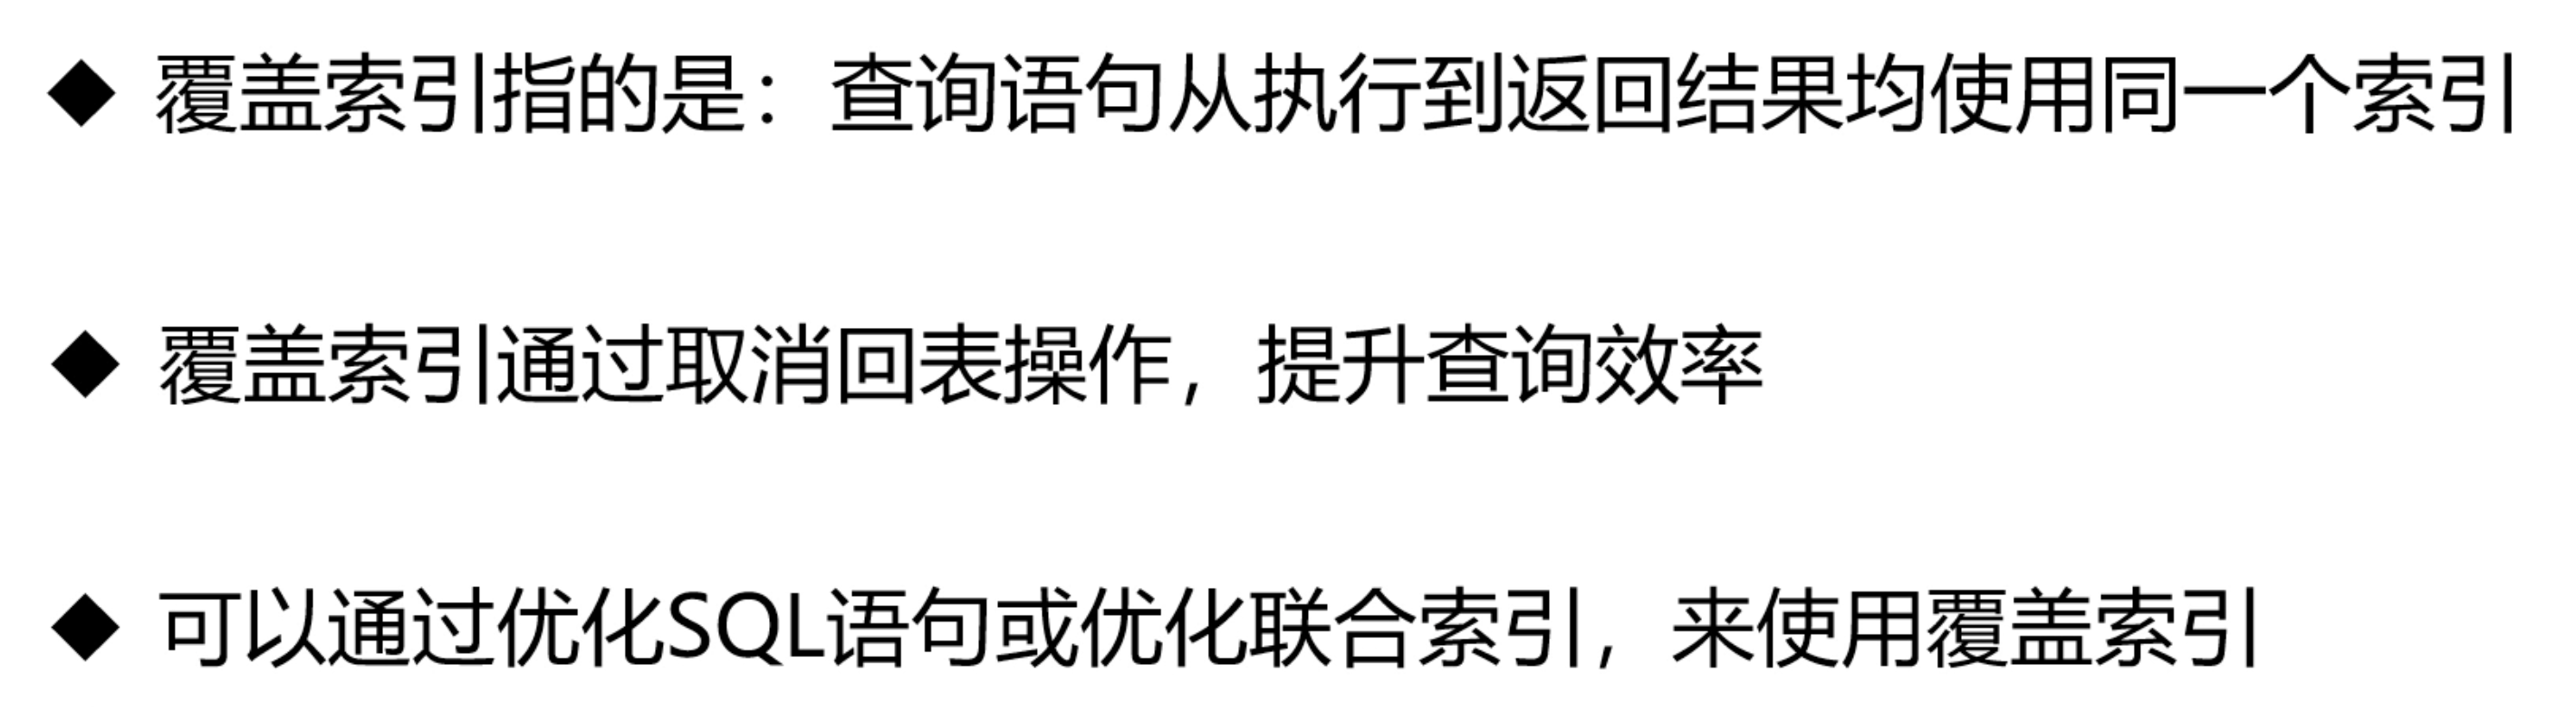 ◆ 覆盖索引指的是：查询语句从执行到返回结果均使用同一个索引
◆ 覆盖索引通过取消回表操作，提升查询效率
◆ 可以通过优化SQL语句或优化联合索引，来使用覆盖索引